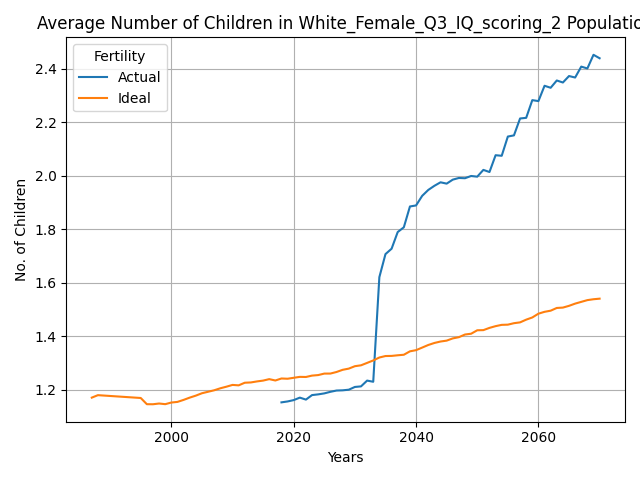 Average Number of Children in White_Female_Q3_IQ_scoring_2 Populatio
Fertility
Actual
Ideal
2.4
2.2
2.0
1.8
1.6
1.4
1.2
No. of Children
2000
2020
2040
2060
Years